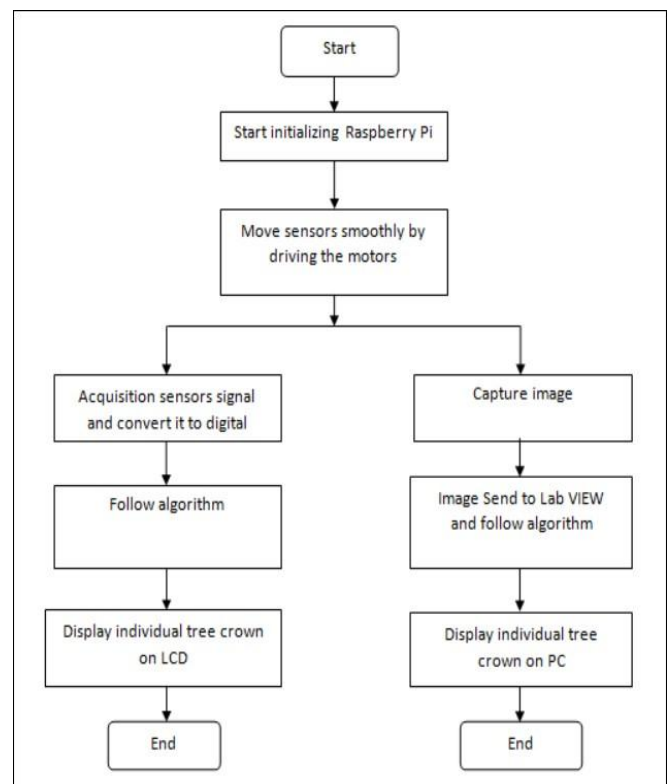 Start
Start initializing Raspberry Pi
Move sensors smoothly by
driving the motors
Acquisition sensors signal
and convert it to digital
Follow algorithm
Display individual tree crown
on LCD
End
Capture image
Image Send to Lab VIEW
and follow algorithm
Display individual tree
crown on PC
End